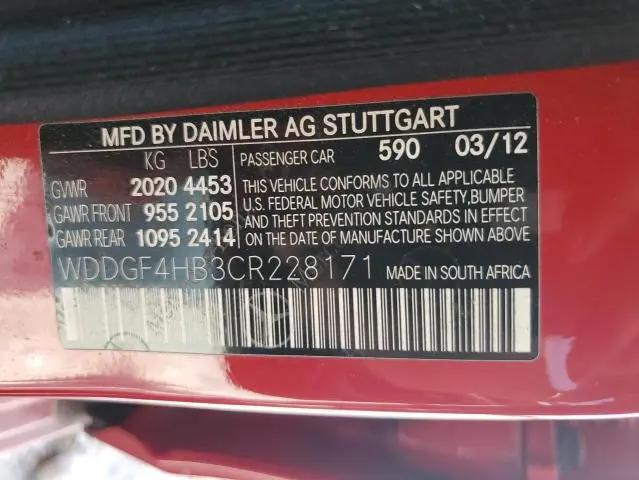 MFD BY DAIMLER AG STUTTGART
KG LBS PASSENGER CAR 590 03/12
GVWR 2020 4453
GAWR FRONT 955 2105
GAWR REAR 1095 2414
THIS VEHICLE CONFORMS TO ALL APPLICABLE
U.S. FEDERAL MOTOR VEHICLE SAFETY,BUMPER
AND THEFT PREVENTION STANDARDS IN EFFECT
ON THE DATE OF MANUFACTURE SHOWN ABOVE
WDDGF4HB3CR228171 MADE IN SOUTH AFRICA